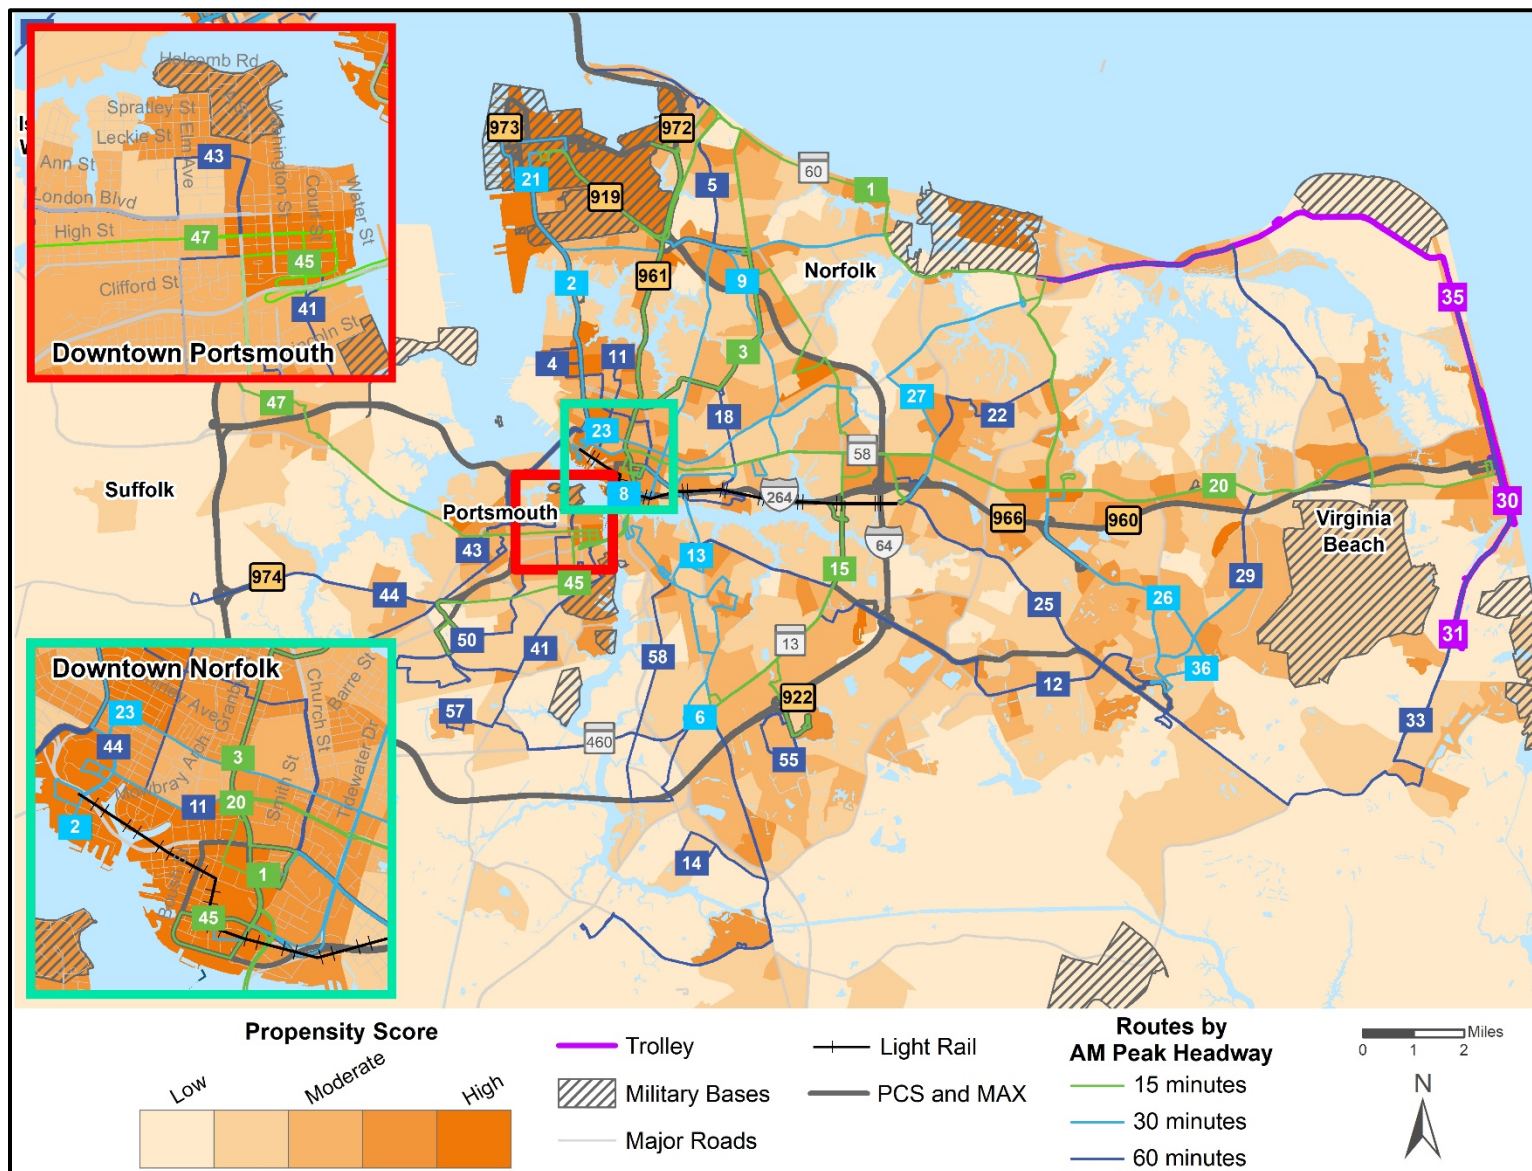 Holcomb Rd
Spratley St
Leckie St
Elm Ave
Washington St
Ann St
43
London Blvd
Court St
Water St
High St
47
45
Clifford St
41
Downtown Portsmouth
973
972
60
21
5
1
919
Norfolk
961
9
2
35
3
11
4
27
47
18
22
23
58
20
Suffolk
8
264
30
Portsmouth
966
960
Virginia
Beach
43
13
64
15
974
45
29
44
26
25
50
31
41
13
58
36
12
922
57
6
33
460
55
14
Downtown Norfolk
Church St
Barre St
23
44
3
Smith St
Tidewater Dr
11
20
2
1
45
Propensity Score
Low
Moderate
High
Trolley
Military Bases
Major Roads
Light Rail
PCS and MAX
Routes by
AM Peak Headway
15 minutes
30 minutes
60 minutes
Miles
0 1 2
N